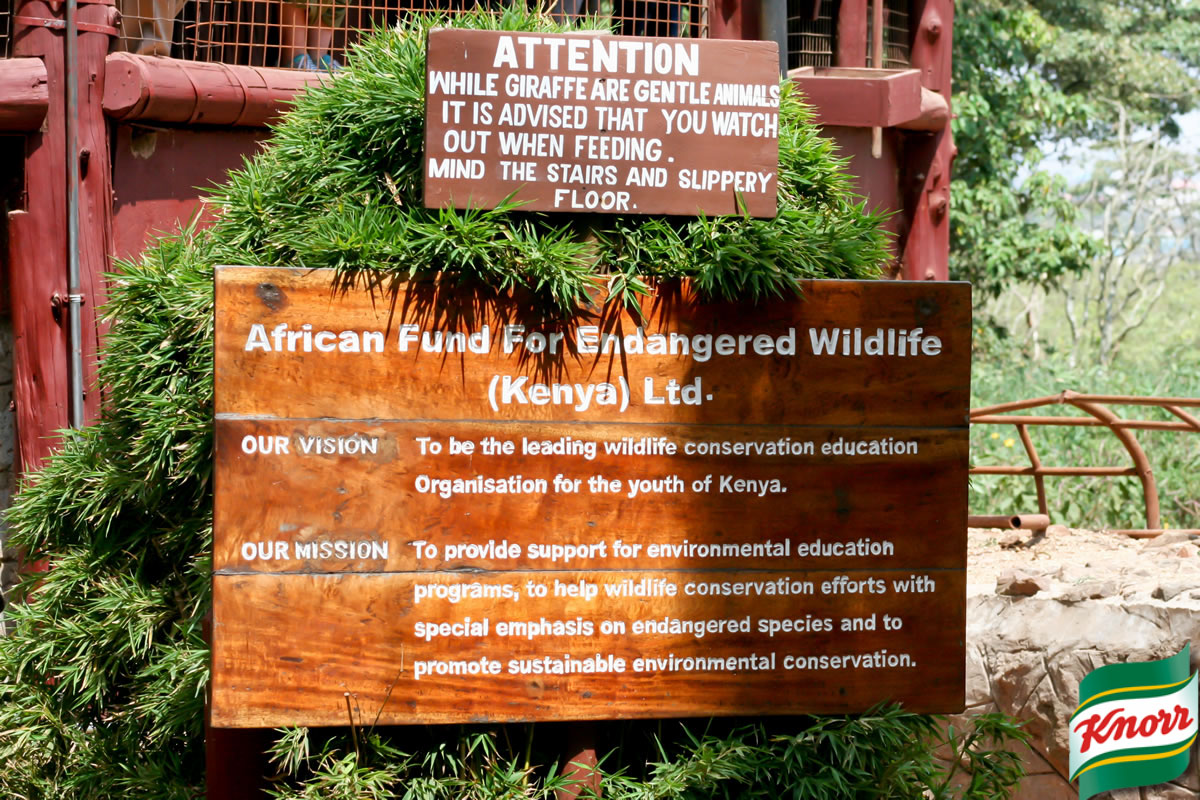 ATTENTION
WHILE GIRAFFE ARE GENTLE ANIMALS
IT IS ADVISED THAT YOU WATCH
OUT WHEN FEEDING.
MIND THE STAIRS AND SLIPPERY
FLOOR.
African Fund For Endangered Wildlife
(Kenya) Ltd.
OUR VISION To be the leading wildlife conservation education
Organisation for the youth of Kenya.
OUR MISSION To provide support for environmental education
programs, to help wildlife conservation efforts with
special emphasis on endangered species and to
promote sustainable environmental conservation.
Knorr